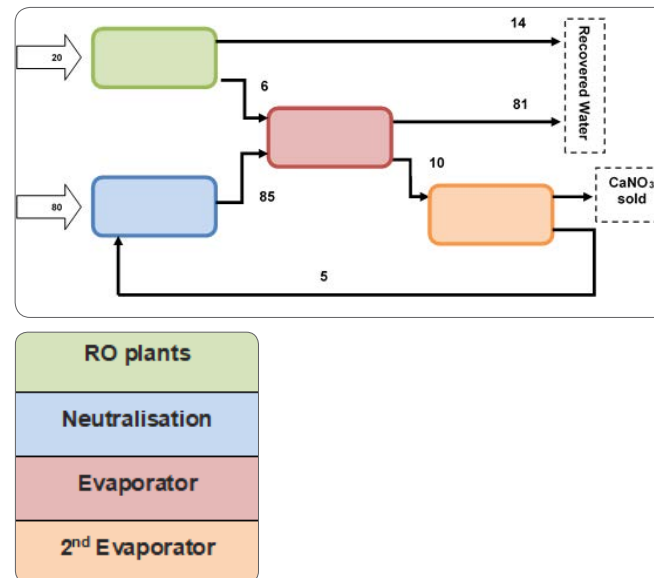 14
20
6
Recovered Water
81
10
CaNO₃
sold
80
85
5
RO plants
Neutralisation
Evaporator
2nd Evaporator